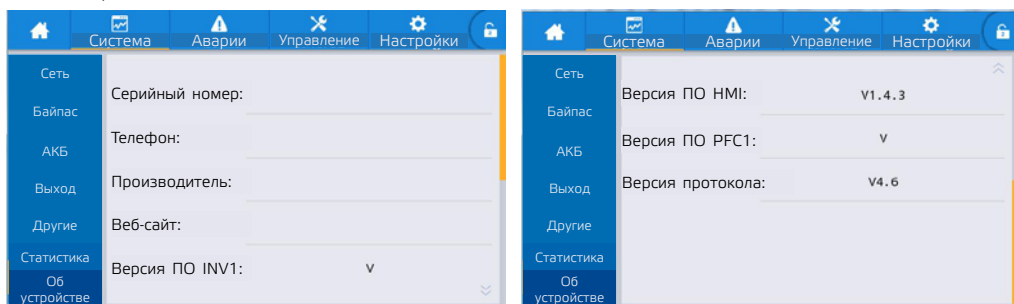 Система Аварии Управление Настройки
Сеть
Байпас
АКБ
Выход
Другие
Статистика
Об
устройстве
Серийный номер:
Телефон:
Производитель:
Веб-сайт:
Версия ПО INV1: V
Система Аварии Управление Настройки
Сеть
Байпас
АКБ
Выход
Другие
Статистика
Об
устройстве
Версия ПО HMI: V1.4.3
Версия ПО PFC1: V
Версия протокола: V4.6